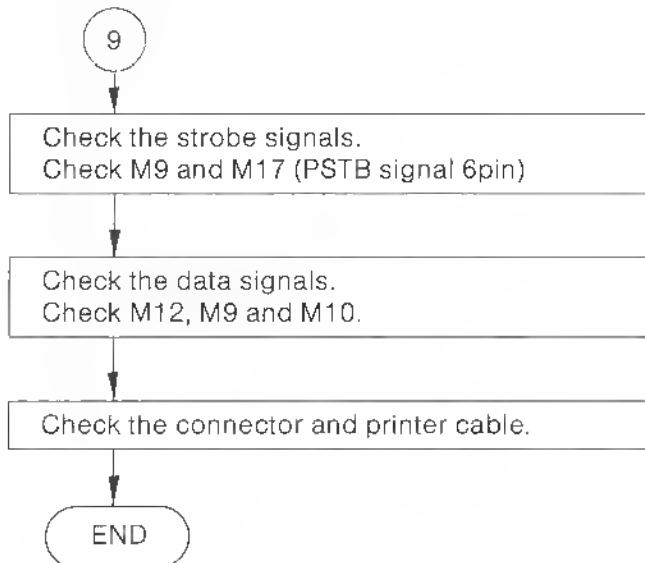 9
Check the strobe signals.
Check M9 and M17 (PSTB signal 6pin)
Check the data signals.
Check M12, M9 and M10.
Check the connector and printer cable.
END